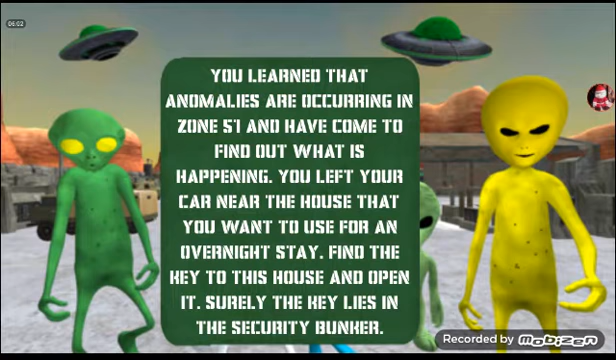 06:02
YOU LEARNED THAT
ANOMALIES ARE OCCURRING IN
ZONE 51 AND HAVE COME TO
FIND OUT WHAT IS
HAPPENING. YOU LEFT YOUR
CAR NEAR THE HOUSE THAT
YOU WANT TO USE FOR AN
OVERNIGHT STAY. FIND THE
KEY TO THIS HOUSE AND OPEN
IT. SURELY THE KEY LIES IN
THE SECURITY BUNKER.
Recorded by mobizen